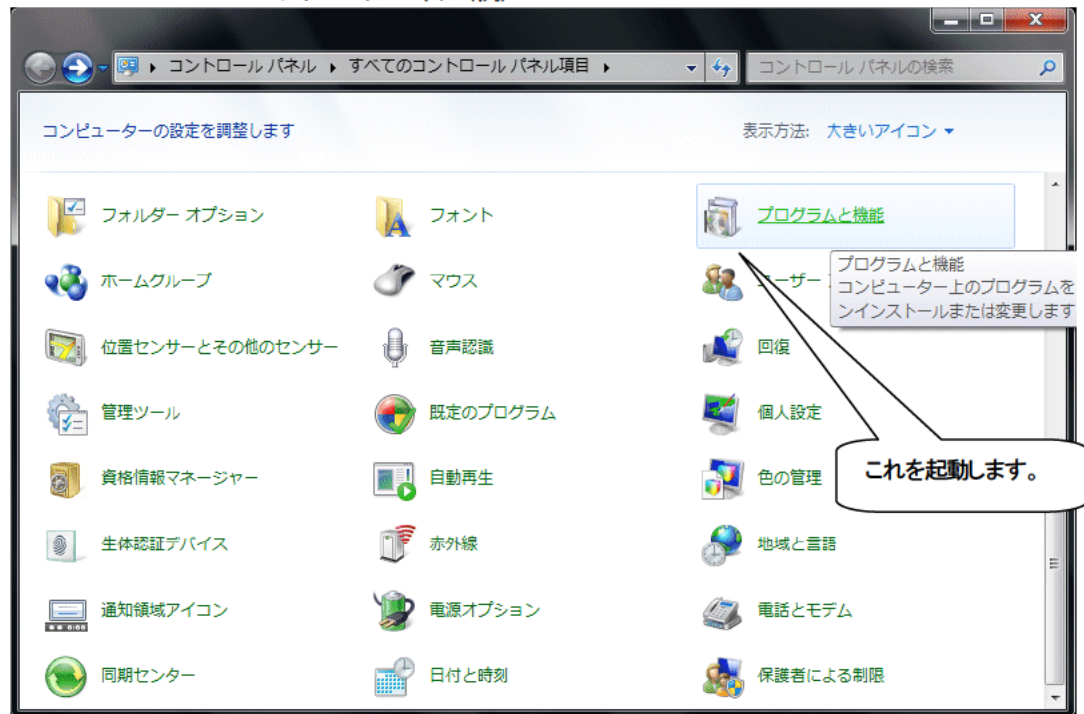 コントロール パネル ▸ すべてのコントロール パネル項目 ▸
コントロール パネルの検索
コンピューターの設定を調整します
表示方法: 大きいアイコン
フォルダー オプション
フォント
プログラムと機能
ホームグループ
マウス
ーザー
プログラムと機能
コンピューター上のプログラムを
ンインストールまたは変更します
位置センサーとその他のセンサー
音声認識
回復
管理ツール
既定のプログラム
個人設定
これを起動します。
資格情報マネージャー
自動再生
色の管理
生体認証デバイス
赤外線
地域と言語
通知領域アイコン
電源オプション
電話とモデム
同期センター
日付と時刻
保護者による制限